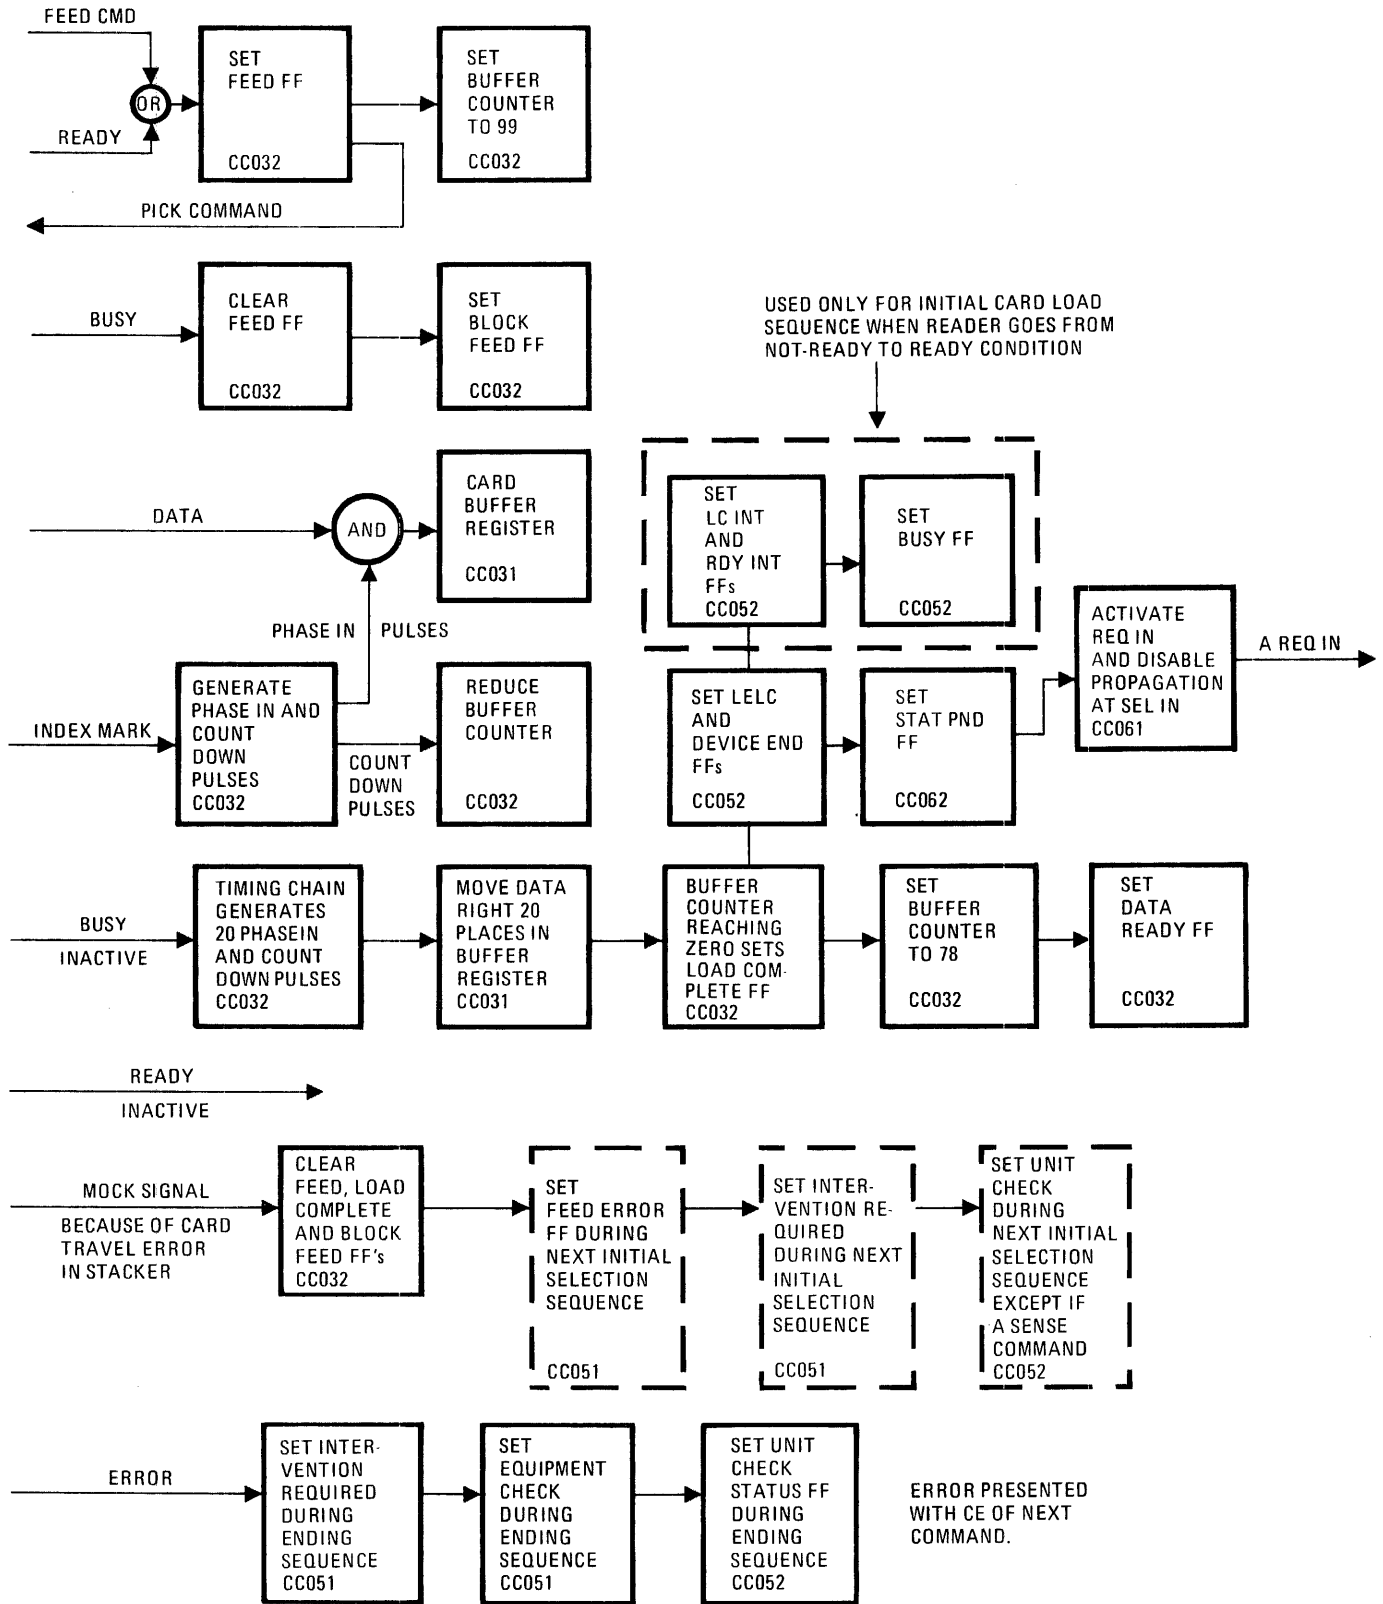 FEED CMD
OR
READY
SET
FEED FF
CC032
SET
BUFFER
COUNTER
TO 99
CC032
PICK COMMAND
BUSY
CLEAR
FEED FF
CC032
SET
BLOCK
FEED FF
CC032
USED ONLY FOR INITIAL CARD LOAD
SEQUENCE WHEN READER GOES FROM
NOT-READY TO READY CONDITION
DATA
AND
CARD
BUFFER
REGISTER
CC031
SET
LC INT
AND
RDY INT
FFs
CC052
SET
BUSY FF
CC052
PHASE IN PULSES
INDEX MARK
GENERATE
PHASE IN AND
COUNT
DOWN
PULSES
CC032
COUNT
DOWN
PULSES
REDUCE
BUFFER
COUNTER
CC032
SET LELC
AND
DEVICE END
FFs
CC052
SET
STAT PND
FF
CC062
ACTIVATE
REQ IN
AND DISABLE
PROPAGATION
AT SEL IN
CC061
A REQ IN
BUSY
INACTIVE
TIMING CHAIN
GENERATES
20 PHASEIN
AND COUNT
DOWN PULSES
CC032
MOVE DATA
RIGHT 20
PLACES IN
BUFFER
REGISTER
CC031
BUFFER
COUNTER
REACHING
ZERO SETS
LOAD COM-
PLETE FF
CC032
SET
BUFFER
COUNTER
TO 78
CC032
SET
DATA
READY FF
CC032
READY
INACTIVE
MOCK SIGNAL
BECAUSE OF CARD
TRAVEL ERROR
IN STACKER
CLEAR
FEED, LOAD
COMPLETE
AND BLOCK
FEED FF's
CC032
SET
FEED ERROR
FF DURING
NEXT INITIAL
SELECTION
SEQUENCE
CC051
SET INTER-
VENTION RE-
QUIRED
DURING NEXT
INITIAL
SELECTION
SEQUENCE
CC051
SET UNIT
CHECK
DURING
NEXT INITIAL
SELECTION
SEQUENCE
EXCEPT IF
A SENSE
COMMAND
CC052
ERROR
SET INTER-
VENTION
REQUIRED
DURING
ENDING
SEQUENCE
CC051
SET
EQUIPMENT
CHECK
DURING
ENDING
SEQUENCE
CC051
SET UNIT
CHECK
STATUS FF
DURING
ENDING
SEQUENCE
CC052
ERROR PRESENTED
WITH CE OF NEXT
COMMAND.